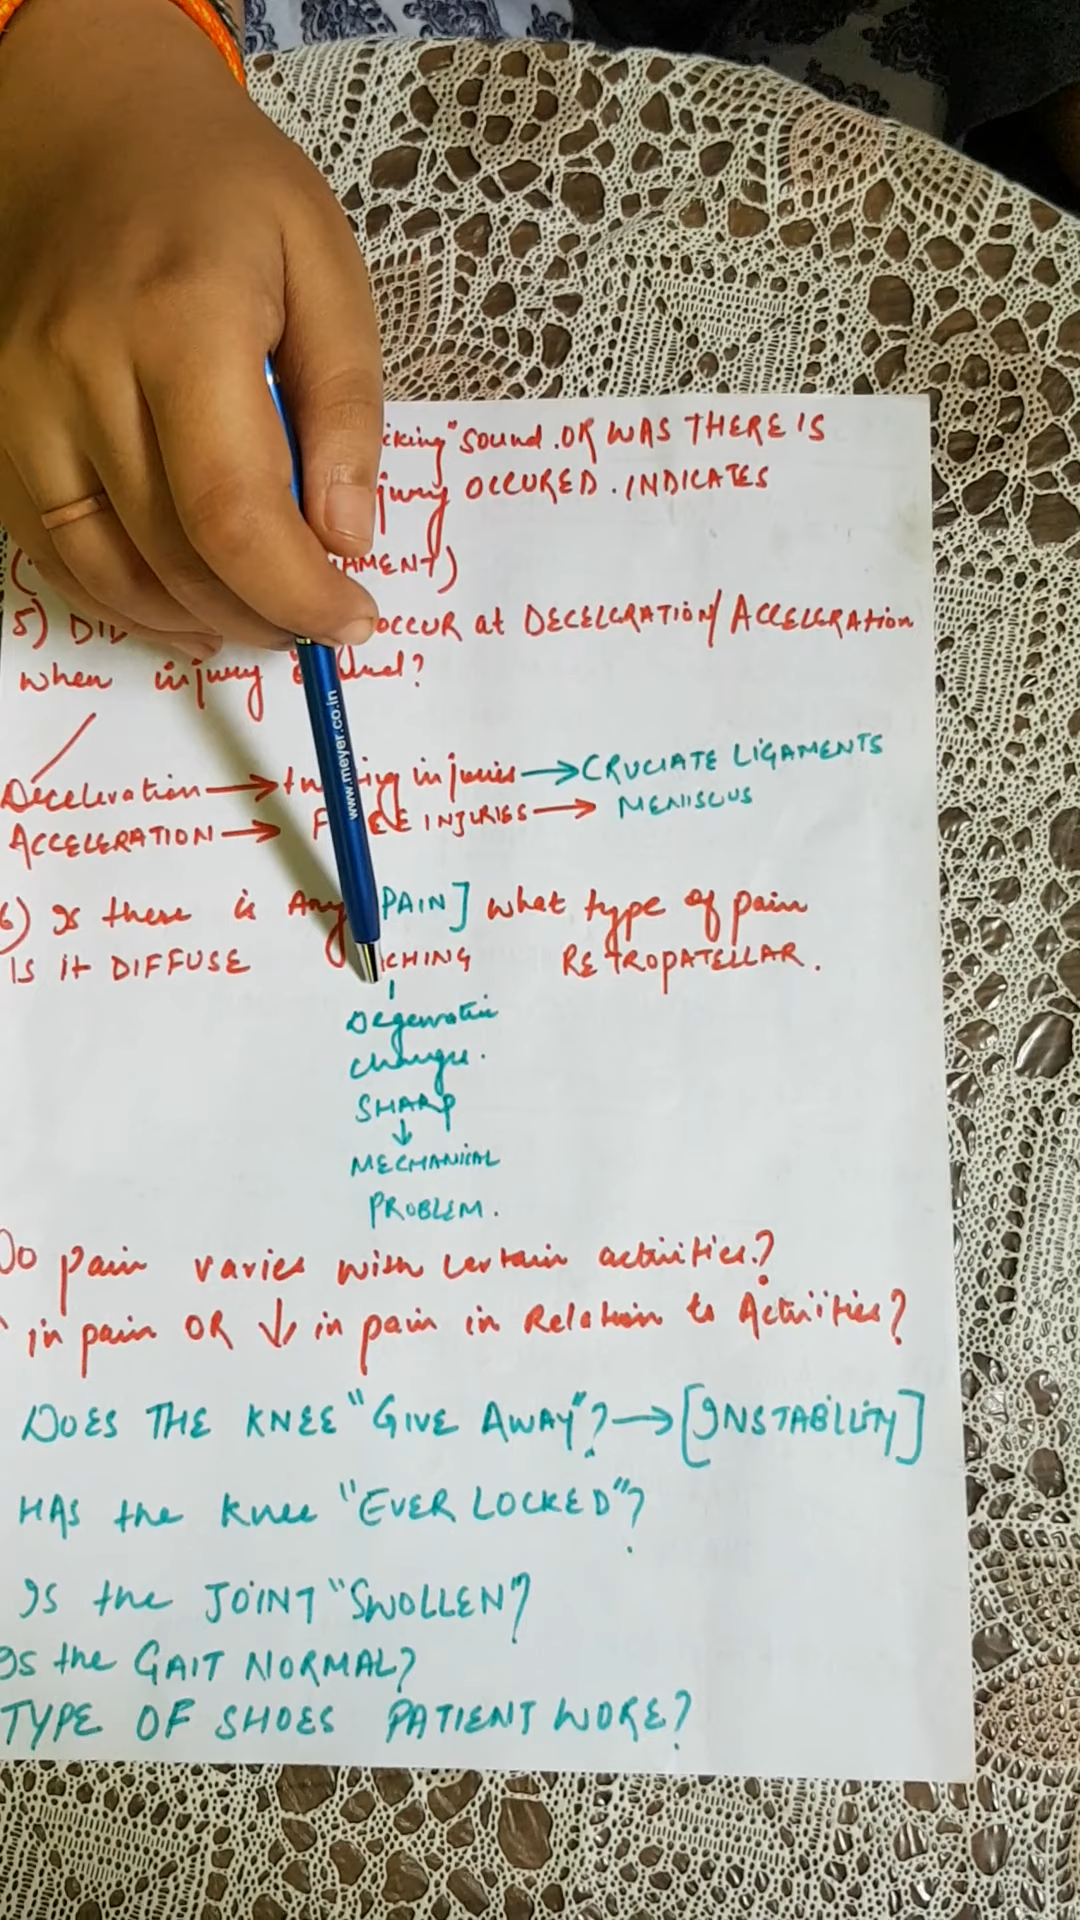 icking" Sound. OR WAS THERE IS
jury OCCURED. INDICATES
AMENT)
5) DID OCCUR at DECELERATION/ACCELERATION
when injury
Deceleration → injuries → CRUCIATE LIGAMENTS
ACCELERATION → INJURIES → MENISCUS
www.meyer.co.in
6) Is there is Any PAIN] what type of pain
IS it DIFFUSE CHING RETROPATELLAR.
changes.
SHARP
↓
MECHANICAL
PROBLEM.
Do pain varies with certain activities?
in pain OR ↓ in pain in Relation to Activities?
DOES THE KNEE "GIVE AWAY"? → [INSTABILITY]
HAS the knee "EVER LOCKED"?
Is the JOINT "SWOLLEN"?
Is the GAIT NORMAL?
TYPE OF SHOES PATIENT WORE?